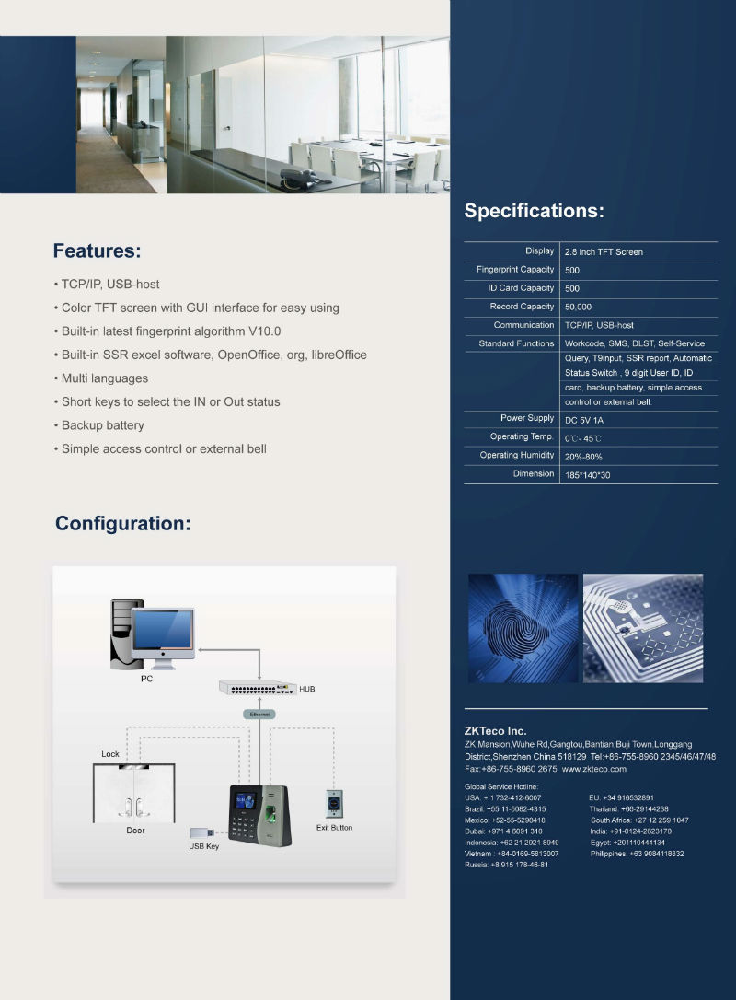 Features:
• TCP/IP, USB-host
• Color TFT screen with GUI interface for easy using
• Built-in latest fingerprint algorithm V10.0
• Built-in SSR excel software, OpenOffice, org, libreOffice
• Multi languages
• Short keys to select the IN or Out status
• Backup battery
• Simple access control or external bell
Configuration:
PC
HUB
Ethernet
Lock
Door
USB Key
Exit Button
Specifications:
Display 2.8 inch TFT Screen
Fingerprint Capacity 500
ID Card Capacity 500
Record Capacity 50,000
Communication TCP/IP, USB-host
Standard Functions Workcode, SMS, DLST, Self-Service
Query, T9input, SSR report, Automatic
Status Switch , 9 digit User ID, ID
card, backup battery, simple access
control or external bell.
Power Supply DC 5V 1A
Operating Temp. 0℃- 45℃
Operating Humidity 20%-80%
Dimension 185*140*30
ZKTeco Inc.
ZK Mansion,Wuhe Rd,Gangtou,Bantian,Buji Town,Longgang
District,Shenzhen China 518129 Tel:+86-755-8960 2345/46/47/48
Fax:+86-755-8960 2675 www.zkteco.com
Global Service Hotline:
USA: + 1 732-412-6007 EU: +34 916532891
Brazil: +55 11-5082-4315 Thailand: +66-29144238
Mexico: +52-55-5298418 South Africa: +27 12 259 1047
Dubai: +971 4 6091 310 India: +91-0124-2623170
Indonesia: +62 21 2921 8949 Egypt: +201110444134
Vietnam : +84-0169-5813007 Philippines: +63 9084118832
Russia: +8 915 178-46-81